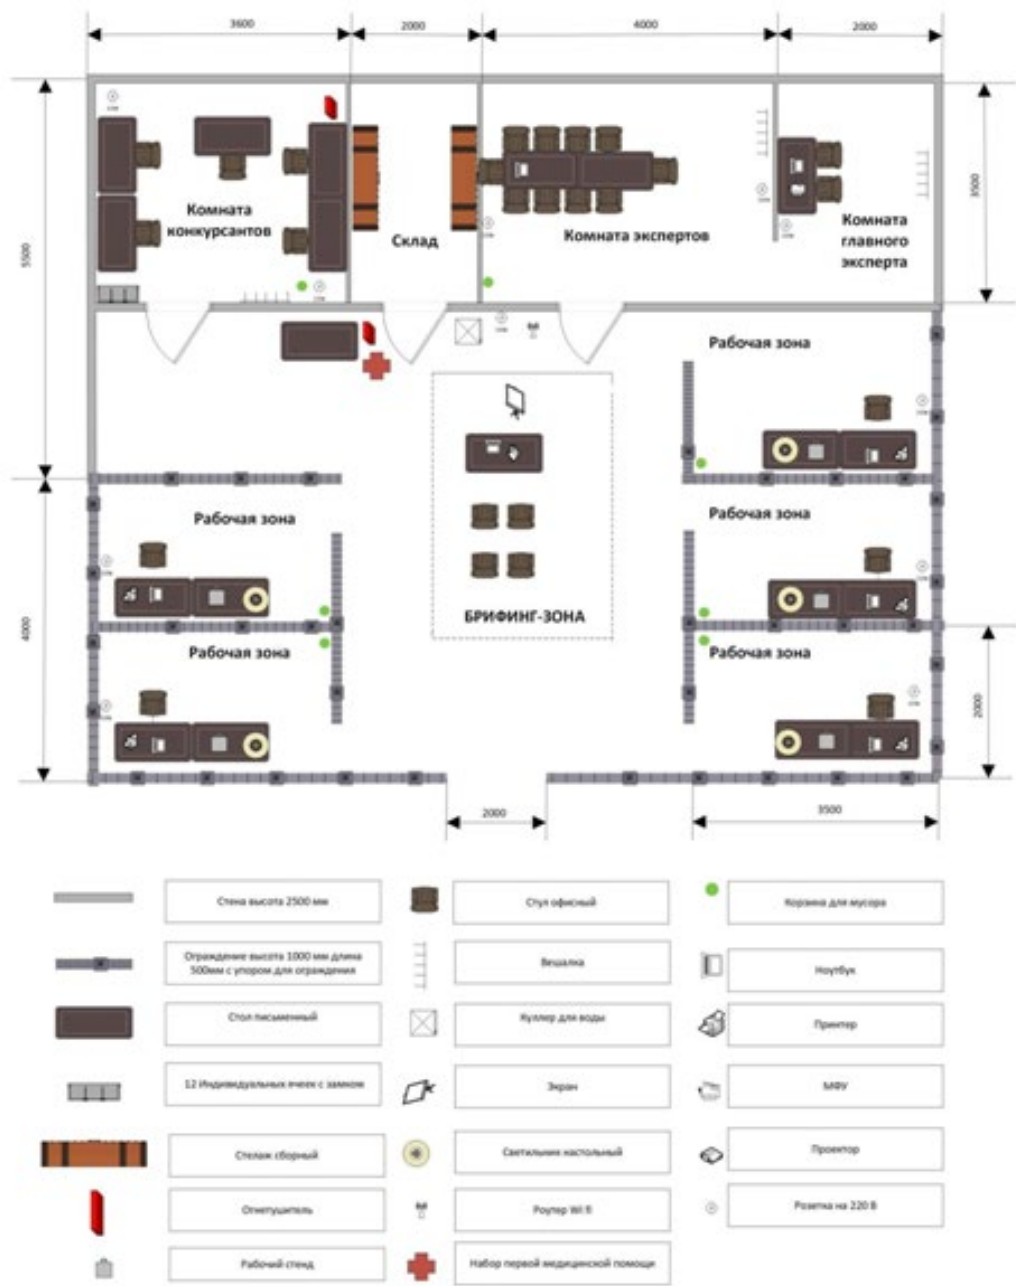 3600
2000
4000
2000
5500
3500
Комната
конкурсантов
Склад
Комната экспертов
Комната
главного
эксперта
Рабочая зона
Рабочая зона
Рабочая зона
4000
БРИФИНГ-ЗОНА
Рабочая зона
Рабочая зона
2000
2000
3500
Стена высота 2500 мм
Стул офисный
Корзина для мусора
Ограждение высота 1000 мм длина
500мм с упором для ограждения
Вешалка
Ноутбук
Стол письменный
Куллер для воды
Принтер
12 Индивидуальных ячеек с замком
Экран
МФУ
Стелаж сборный
Светильник настольный
Проектор
Огнетушитель
Роутер Wi fi
Розетка на 220 В
Рабочий стенд
Набор первой медицинской помощи